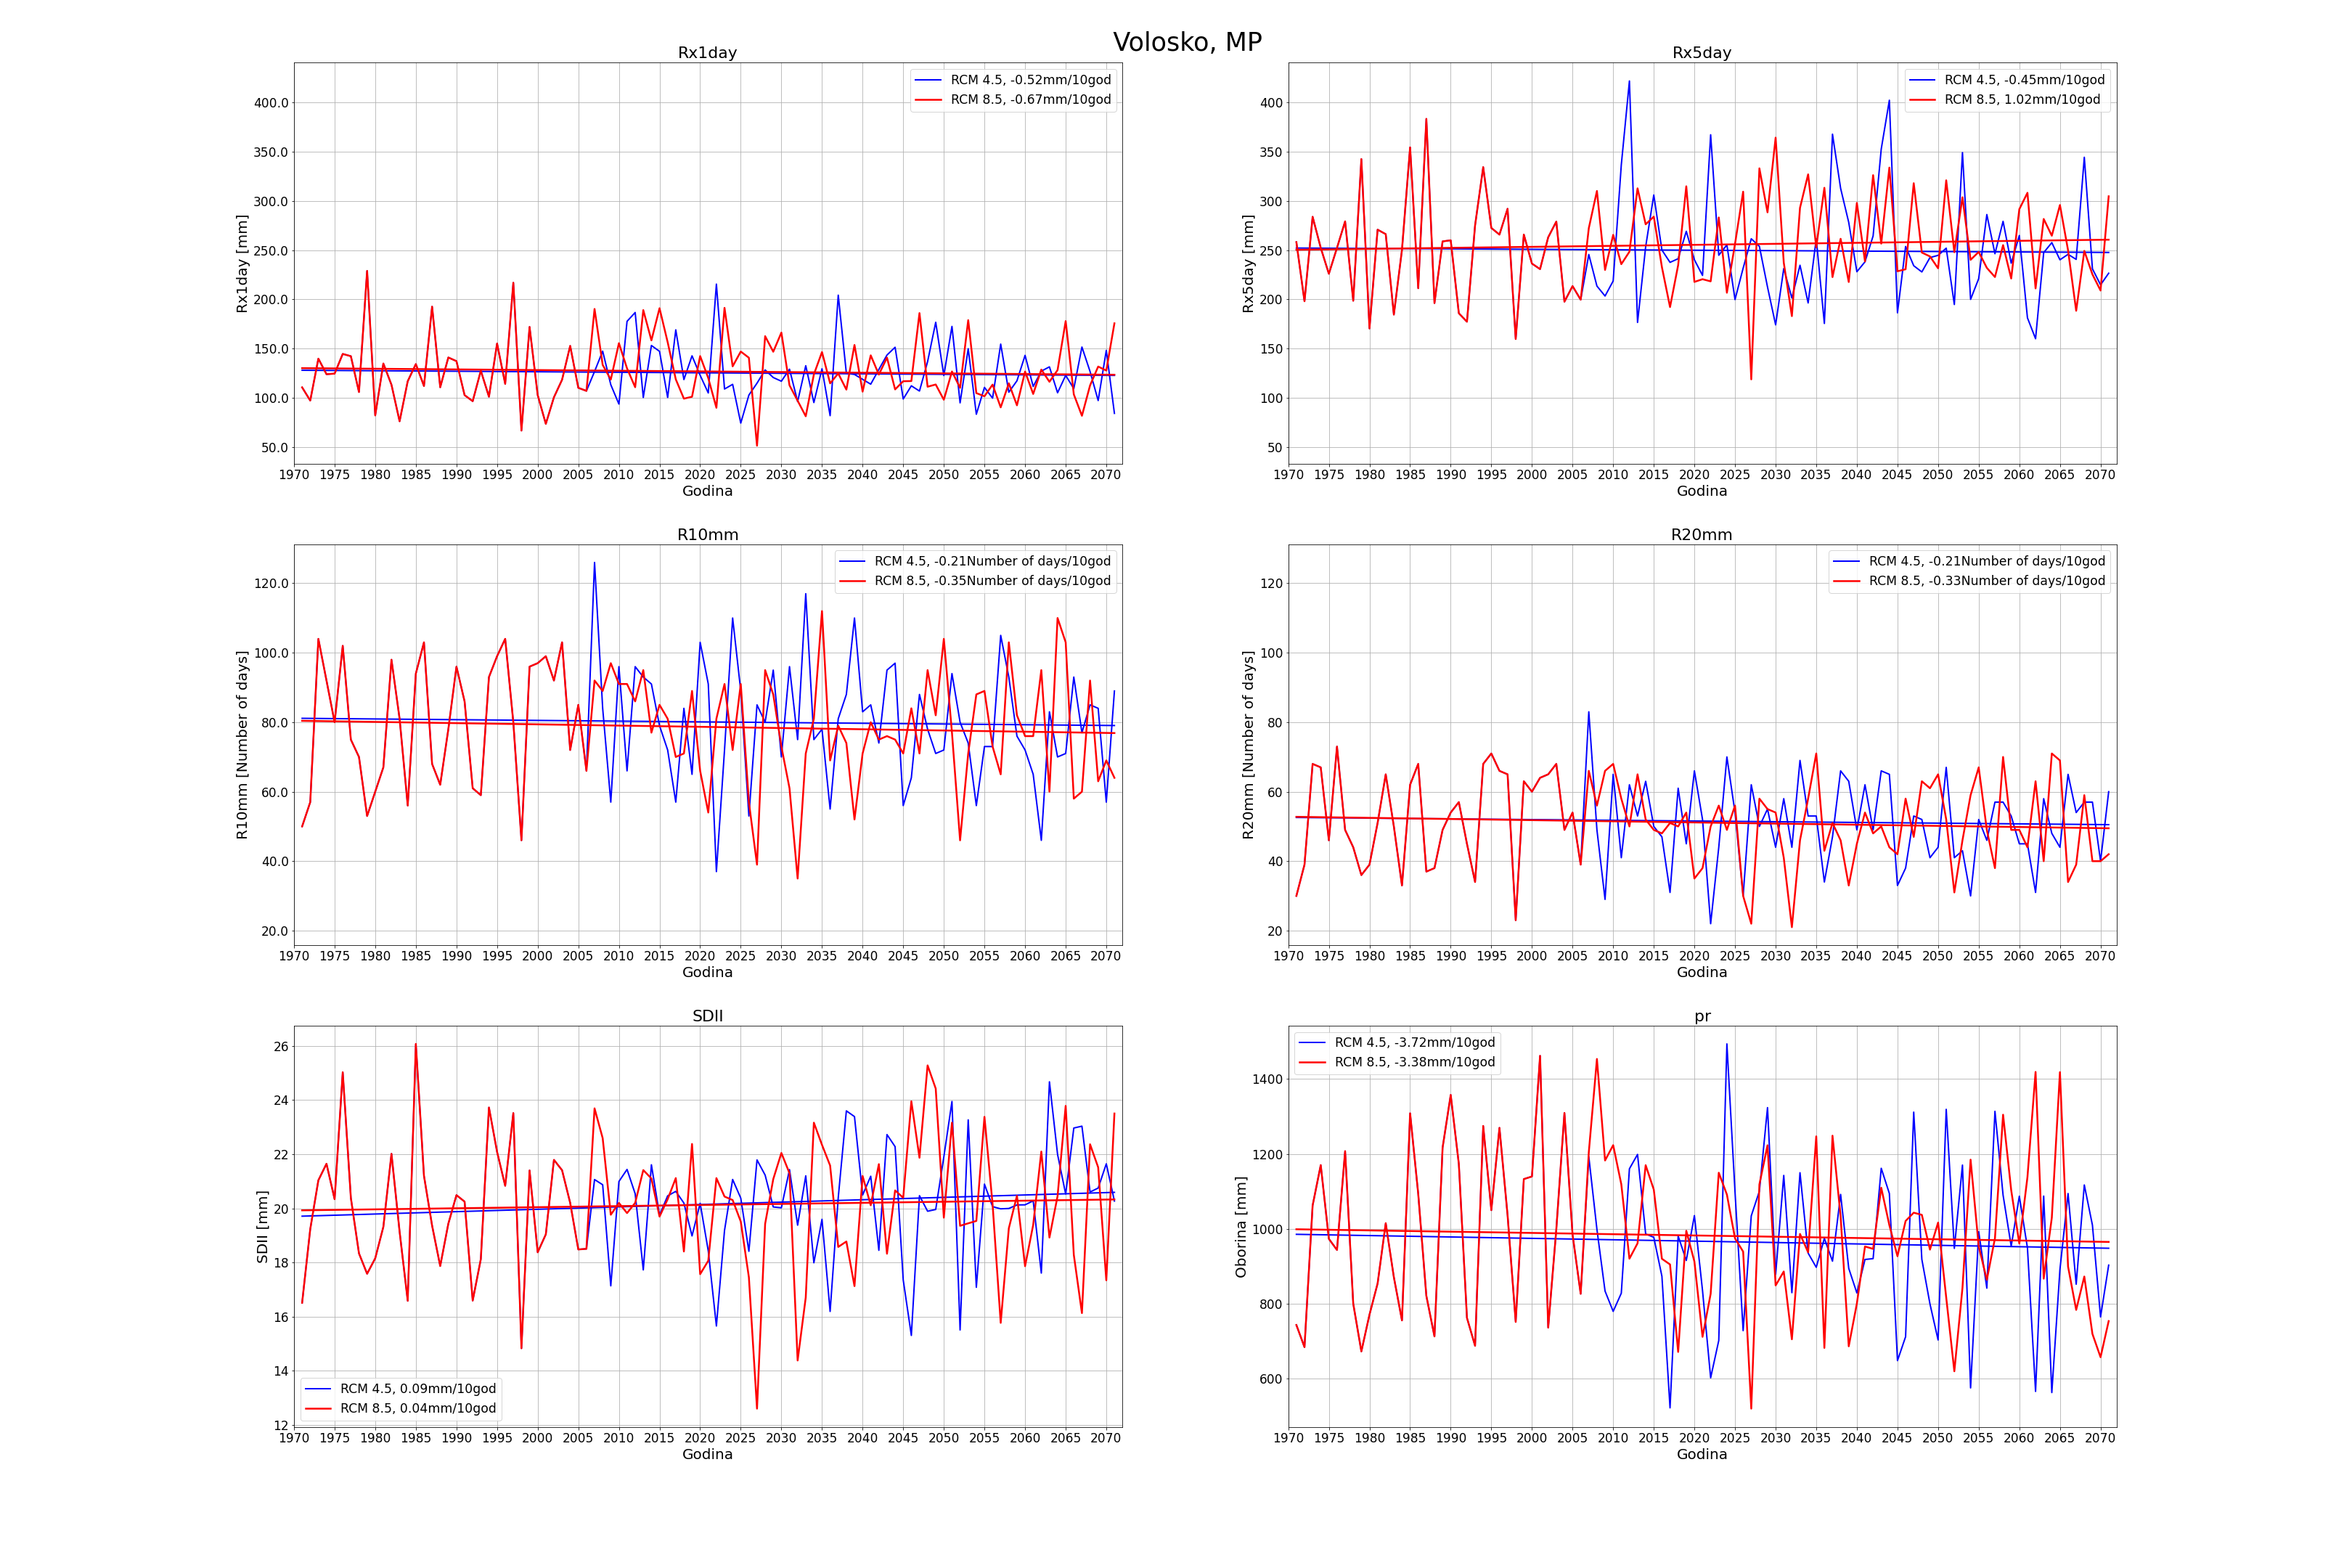 Volosko, MP
Rx1day
RCM 4.5, -0.52mm/10god
RCM 8.5, -0.67mm/10god
Rx1day [mm]
400.0
350.0
300.0
250.0
200.0
150.0
100.0
50.0
1970 1975 1980 1985 1990 1995 2000 2005 2010 2015 2020 2025 2030 2035 2040 2045 2050 2055 2060 2065 2070
Godina
Rx5day
RCM 4.5, -0.45mm/10god
RCM 8.5, 1.02mm/10god
Rx5day [mm]
400
350
300
250
200
150
100
50
1970 1975 1980 1985 1990 1995 2000 2005 2010 2015 2020 2025 2030 2035 2040 2045 2050 2055 2060 2065 2070
Godina
R10mm
RCM 4.5, -0.21Number of days/10god
RCM 8.5, -0.35Number of days/10god
R10mm [Number of days]
120.0
100.0
80.0
60.0
40.0
20.0
1970 1975 1980 1985 1990 1995 2000 2005 2010 2015 2020 2025 2030 2035 2040 2045 2050 2055 2060 2065 2070
Godina
R20mm
RCM 4.5, -0.21Number of days/10god
RCM 8.5, -0.33Number of days/10god
R20mm [Number of days]
120
100
80
60
40
20
1970 1975 1980 1985 1990 1995 2000 2005 2010 2015 2020 2025 2030 2035 2040 2045 2050 2055 2060 2065 2070
Godina
SDII
SDII [mm]
26
24
22
20
18
16
14
12
RCM 4.5, 0.09mm/10god
RCM 8.5, 0.04mm/10god
1970 1975 1980 1985 1990 1995 2000 2005 2010 2015 2020 2025 2030 2035 2040 2045 2050 2055 2060 2065 2070
Godina
pr
RCM 4.5, -3.72mm/10god
RCM 8.5, -3.38mm/10god
Oborina [mm]
1400
1200
1000
800
600
1970 1975 1980 1985 1990 1995 2000 2005 2010 2015 2020 2025 2030 2035 2040 2045 2050 2055 2060 2065 2070
Godina